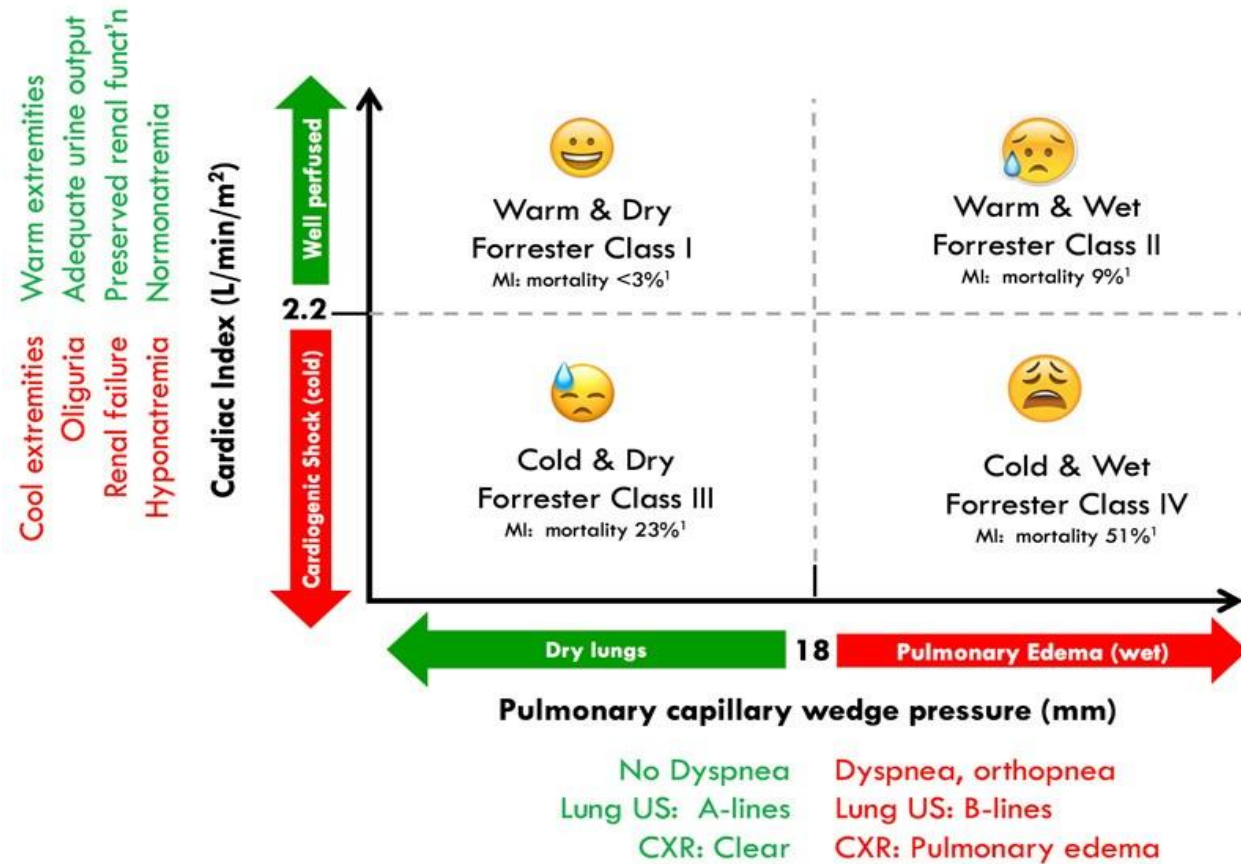 Warm extremities
Adequate urine output
Preserved renal funct'n
Normonatremia
Cool extremities
Oliguria
Renal failure
Hyponatremia
Cardiac Index (L/min/m²)
Well perfused
2.2
Cardiogenic Shock (cold)
Warm & Dry
Forrester Class I
MI: mortality <3%¹
Warm & Wet
Forrester Class II
MI: mortality 9%¹
Cold & Dry
Forrester Class III
MI: mortality 23%¹
Cold & Wet
Forrester Class IV
MI: mortality 51%¹
Dry lungs
18
Pulmonary Edema (wet)
Pulmonary capillary wedge pressure (mm)
No Dyspnea
Lung US: A-lines
CXR: Clear
Dyspnea, orthopnea
Lung US: B-lines
CXR: Pulmonary edema